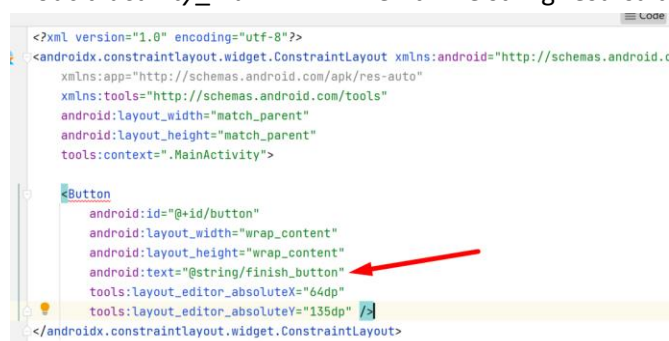 Code
<?xml version="1.0" encoding="utf-8"?>
<androidx.constraintlayout.widget.ConstraintLayout xmlns:android="http://schemas.android.c
xmlns:app="http://schemas.android.com/apk/res-auto"
xmlns:tools="http://schemas.android.com/tools"
android:layout_width="match_parent"
android:layout_height="match_parent"
tools:context=".MainActivity">
<Button
android:id="@+id/button"
android:layout_width="wrap_content"
android:layout_height="wrap_content"
android:text="@string/finish_button"
tools:layout_editor_absoluteX="64dp"
tools:layout_editor_absoluteY="135dp" />
</androidx.constraintlayout.widget.ConstraintLayout>